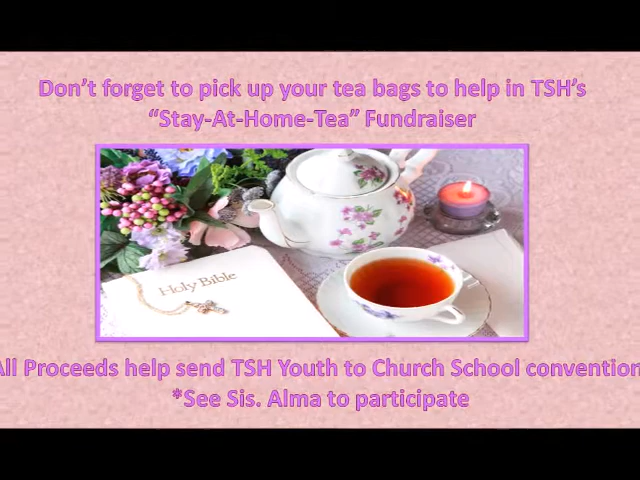 Don't forget to pick up your tea bags to help in TSH's
"Stay-At-Home-Tea" Fundraiser
Holy Bible
All Proceeds help send TSH Youth to Church School convention
*See Sis. Alma to participate